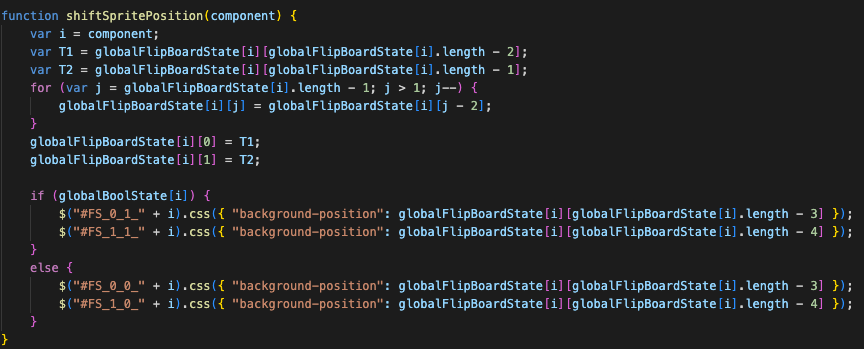 function shiftSpritePosition(component) {
    var i = component;
    var T1 = globalFlipBoardState[i][globalFlipBoardState[i].length - 2];
    var T2 = globalFlipBoardState[i][globalFlipBoardState[i].length - 1];
    for (var j = globalFlipBoardState[i].length - 1; j > 1; j--) {
        globalFlipBoardState[i][j] = globalFlipBoardState[i][j - 2];
    }
    globalFlipBoardState[i][0] = T1;
    globalFlipBoardState[i][1] = T2;

    if (globalBoolState[i]) {
        $("#FS_0_1_" + i).css({ "background-position": globalFlipBoardState[i][globalFlipBoardState[i].length - 3] });
        $("#FS_1_1_" + i).css({ "background-position": globalFlipBoardState[i][globalFlipBoardState[i].length - 4] });
    }
    else {
        $("#FS_0_0_" + i).css({ "background-position": globalFlipBoardState[i][globalFlipBoardState[i].length - 3] });
        $("#FS_1_0_" + i).css({ "background-position": globalFlipBoardState[i][globalFlipBoardState[i].length - 4] });
    }
}